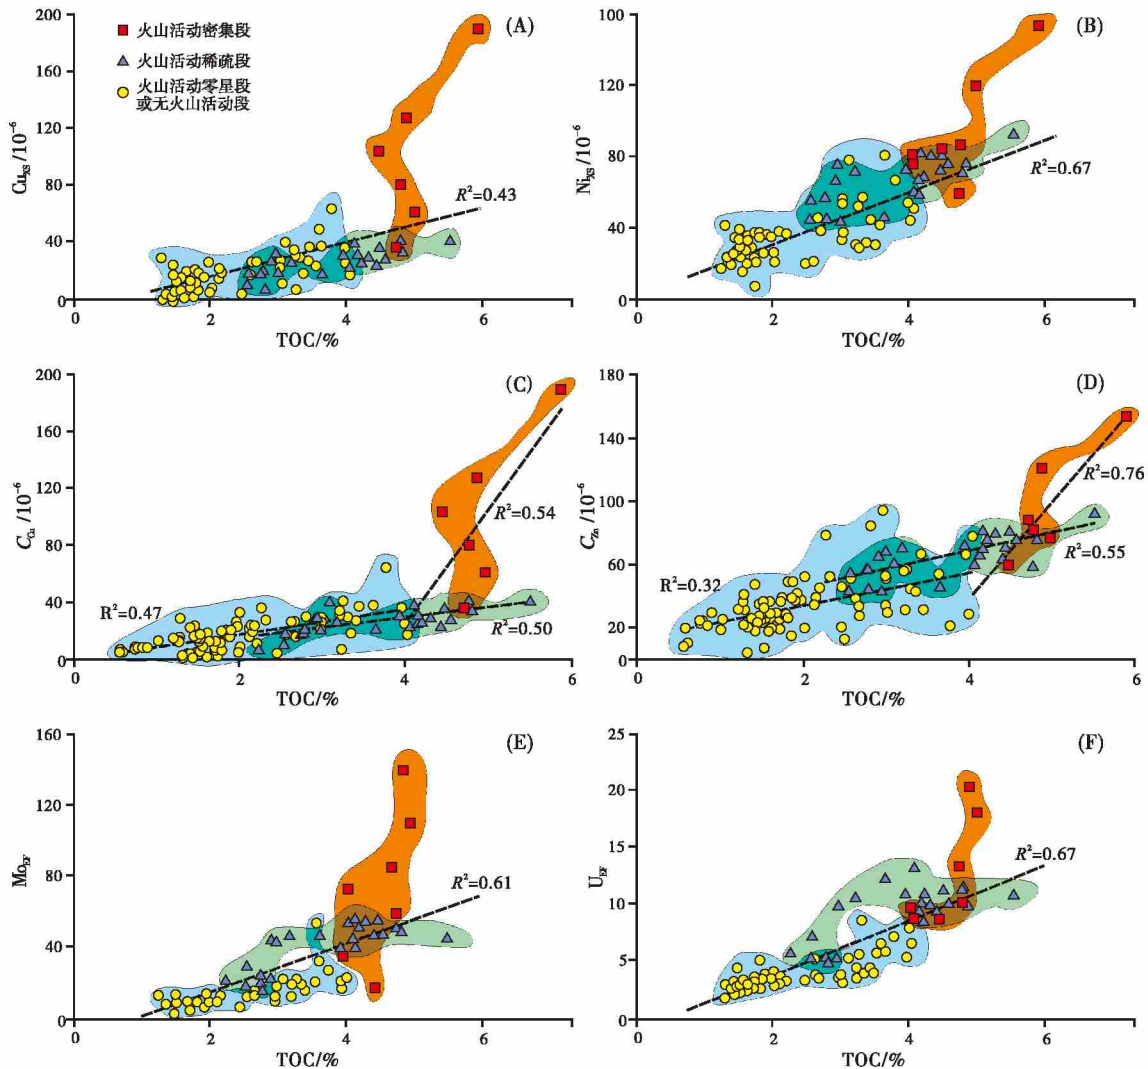 (A)
200
160
120
80
40
0
Cu_XS /10⁻⁶
火山活动密集段
火山活动稀疏段
火山活动零星段
或无火山活动段
R²=0.43
0 2 4 6
TOC/%
(B)
100
120
80
40
0
Ni_XS /10⁻⁶
R²=0.67
0 2 4 6
TOC/%
(C)
200
160
120
80
40
0
C_Cu /10⁻⁶
R²=0.54
R²=0.47
R²=0.50
0 2 4 6
TOC/%
(D)
180
140
100
60
20
0
C_Zn /10⁻⁶
R²=0.76
R²=0.55
R²=0.32
0 2 4 6
TOC/%
(E)
160
120
80
40
0
Mo_EF
R²=0.61
0 2 4 6
TOC/%
(F)
25
20
15
10
5
0
U_EF
R²=0.67
0 2 4 6
TOC/%